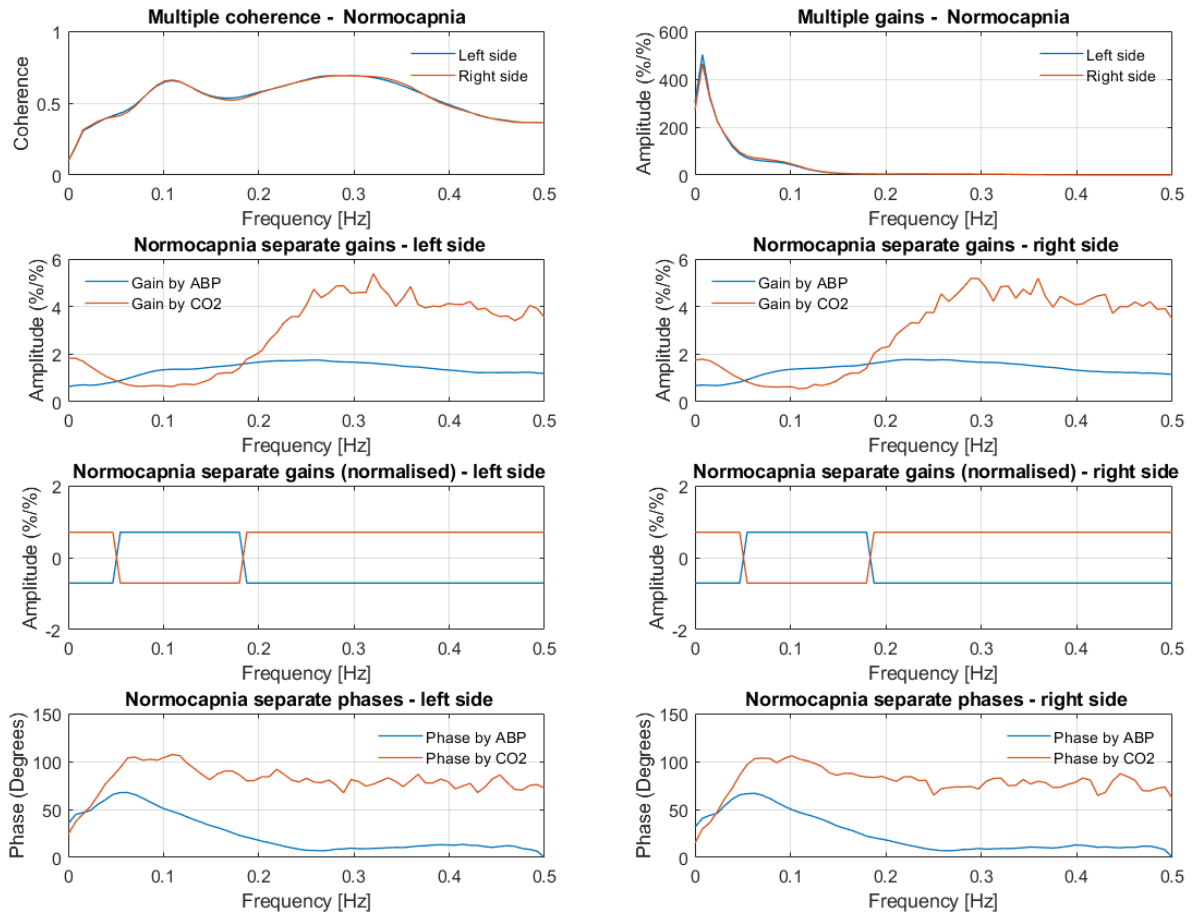 Multiple coherence - Normocapnia
Coherence
1
0.5
0
Left side
Right side
0 0.1 0.2 0.3 0.4 0.5
Frequency [Hz]
Multiple gains - Normocapnia
Amplitude (%/%)
600
400
200
0
Left side
Right side
0 0.1 0.2 0.3 0.4 0.5
Frequency [Hz]
Normocapnia separate gains - left side
Amplitude (%/%)
6
4
2
0
Gain by ABP
Gain by CO2
0 0.1 0.2 0.3 0.4 0.5
Frequency [Hz]
Normocapnia separate gains - right side
Amplitude (%/%)
6
4
2
0
Gain by ABP
Gain by CO2
0 0.1 0.2 0.3 0.4 0.5
Frequency [Hz]
Normocapnia separate gains (normalised) - left side
Amplitude (%/%)
2
0
-2
0 0.1 0.2 0.3 0.4 0.5
Frequency [Hz]
Normocapnia separate gains (normalised) - right side
Amplitude (%/%)
2
0
-2
0 0.1 0.2 0.3 0.4 0.5
Frequency [Hz]
Normocapnia separate phases - left side
Phase (Degrees)
150
100
50
0
Phase by ABP
Phase by CO2
0 0.1 0.2 0.3 0.4 0.5
Frequency [Hz]
Normocapnia separate phases - right side
Phase (Degrees)
150
100
50
0
Phase by ABP
Phase by CO2
0 0.1 0.2 0.3 0.4 0.5
Frequency [Hz]